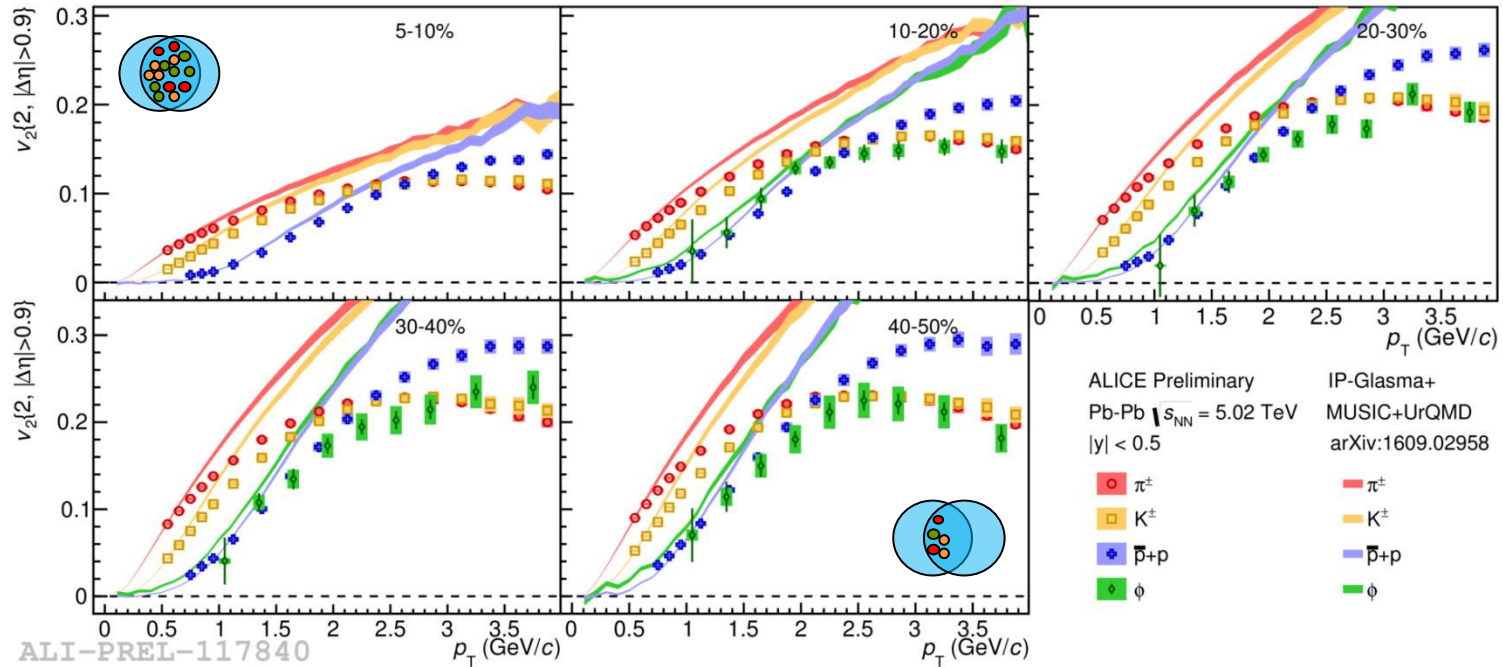 5-10%
10-20%
20-30%
0.3
0.2
0.1
0
v₂{2, |Δη|>0.9}
0 0.5 1 1.5 2 2.5 3 3.5
p_T (GeV/c)
30-40%
40-50%
0.3
0.2
0.1
0
v₂{2, |Δη|>0.9}
ALICE Preliminary
Pb-Pb √s_NN = 5.02 TeV
|y| < 0.5
π±
K±
p̅+p
ϕ
IP-Glasma+
MUSIC+UrQMD
arXiv:1609.02958
π±
K±
p̅+p
ϕ
0 0.5 1 1.5 2 2.5 3 3.5
p_T (GeV/c)
0 0.5 1 1.5 2 2.5 3 3.5
p_T (GeV/c)
ALI-PREL-117840